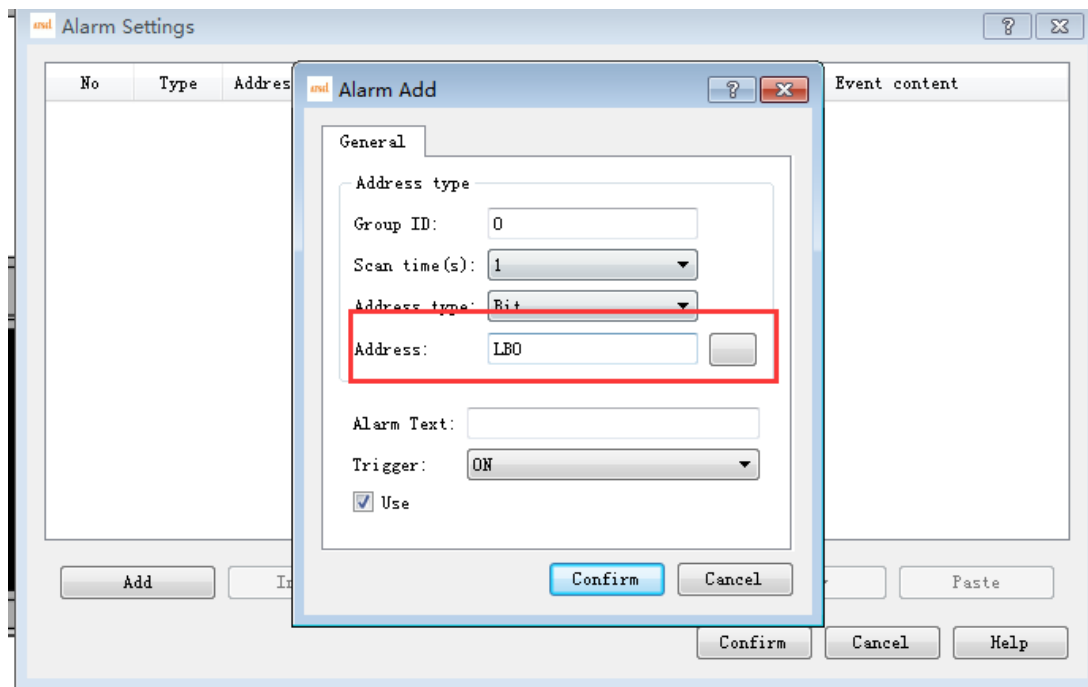 Alarm Settings
No Type Addres Event content
Alarm Add
General
Address type
Group ID: 0
Scan time(s): 1
Address type: Bit
Address: LB0
Alarm Text:
Trigger: ON
Use
Confirm Cancel
Add Paste
Confirm Cancel Help